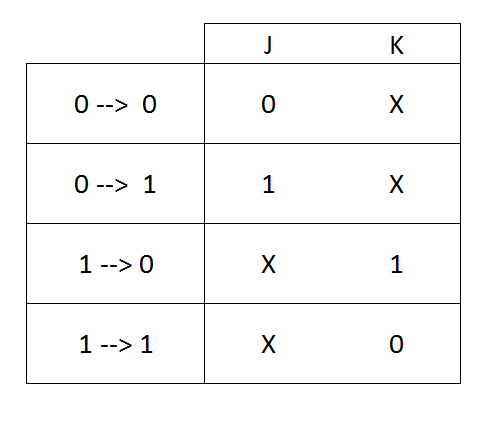 J K
0 --> 0 0 X
0 --> 1 1 X
1 --> 0 X 1
1 --> 1 X 0